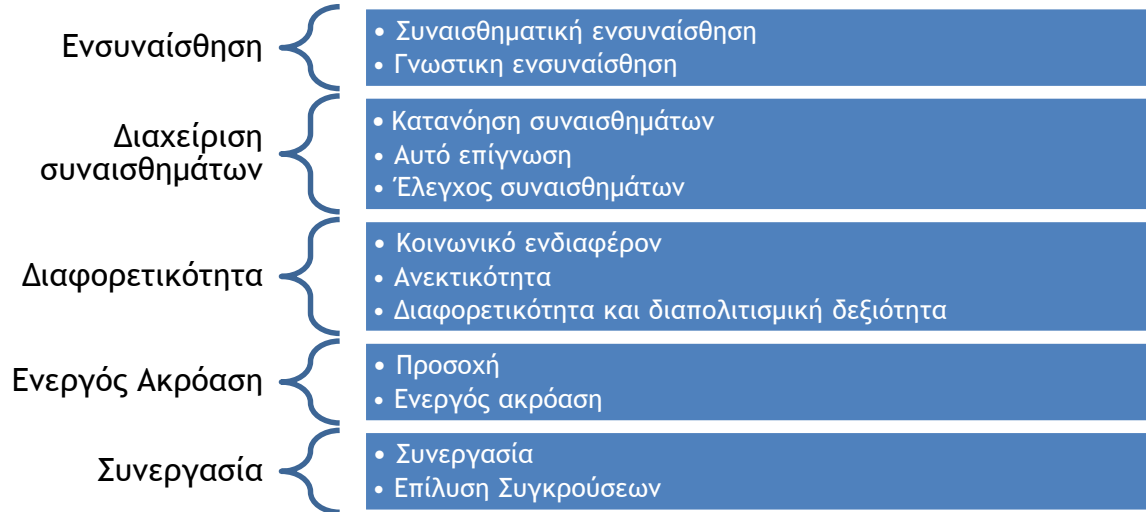 Ενσυναίσθηση
• Συναισθηματική ενσυναίσθηση
• Γνωστικη ενσυναίσθηση
Διαχείριση
συναισθημάτων
• Κατανόηση συναισθημάτων
• Αυτό επίγνωση
• Έλεγχος συναισθημάτων
Διαφορετικότητα
• Κοινωνικό ενδιαφέρον
• Ανεκτικότητα
• Διαφορετικότητα και διαπολιτισμική δεξιότητα
Ενεργός Ακρόαση
• Προσοχή
• Ενεργός ακρόαση
Συνεργασία
• Συνεργασία
• Επίλυση Συγκρούσεων